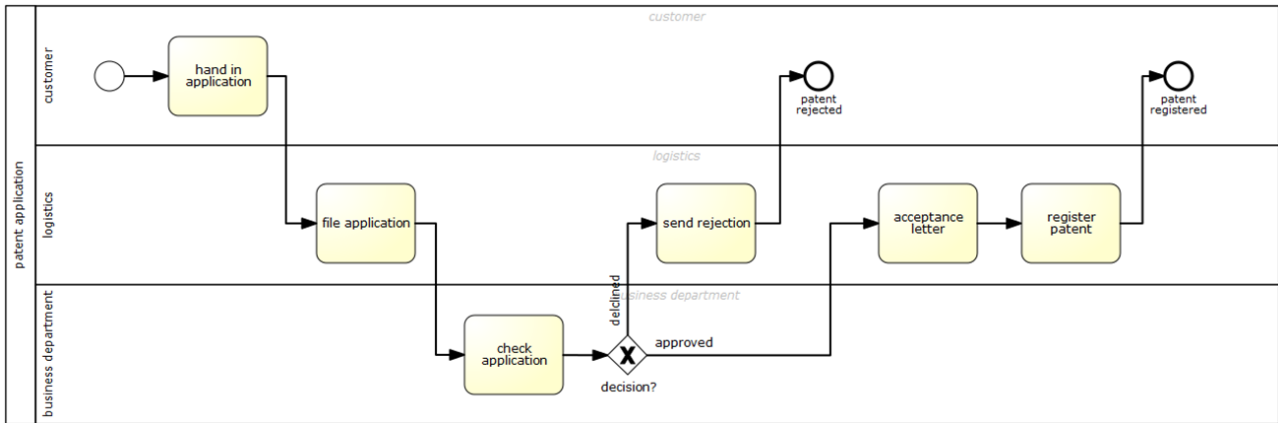 patent application
customer
customer
hand in
application
patent
rejected
patent
registered
logistics
logistics
file application
send rejection
acceptance
letter
register
patent
business department
business department
check
application
delclined
approved
decision?